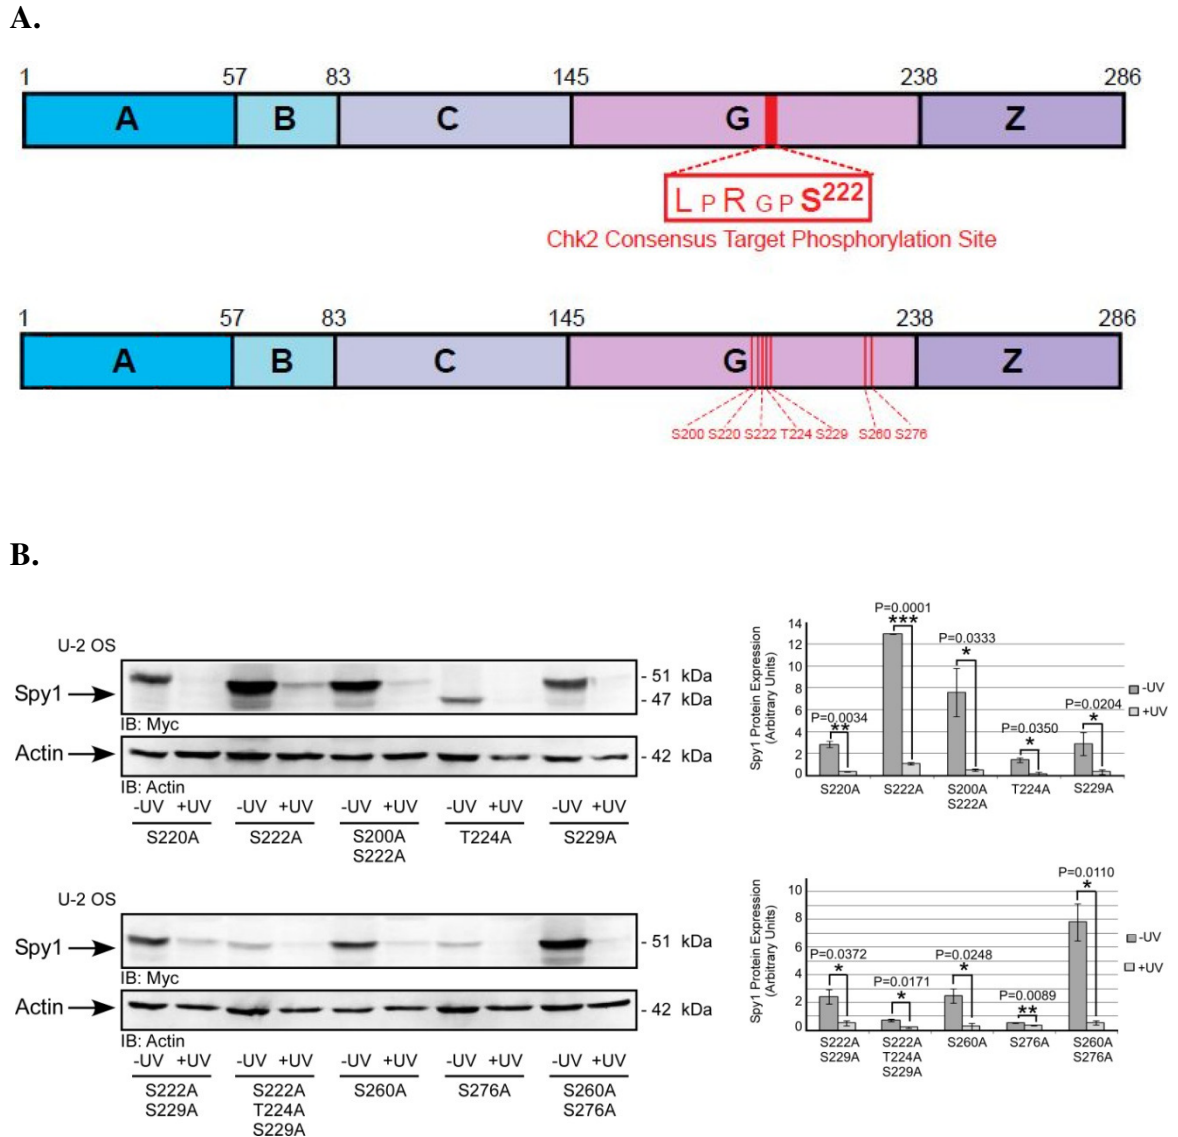 A.
1 57 83 145 238 286
A B C G Z
L P R G P S222
Chk2 Consensus Target Phosphorylation Site
1 57 83 145 238 286
A B C G Z
S200 S220 S222 T224 S229 S260 S276
B.
U-2 OS
Spy1
- 51 kDa
- 47 kDa
IB: Myc
Actin
- 42 kDa
IB: Actin
-UV +UV -UV +UV -UV +UV -UV +UV -UV +UV
S220A S222A S200A T224A S229A
S222A
Spy1 Protein Expression
(Arbitrary Units)
14
12
10
8
6
4
2
0
P=0.0034
**
P=0.0001
***
P=0.0333
*
P=0.0350
*
P=0.0204
*
-UV
+UV
S220A S222A S200A T224A S229A
S222A
U-2 OS
Spy1
- 51 kDa
IB: Myc
Actin
- 42 kDa
IB: Actin
-UV +UV -UV +UV -UV +UV -UV +UV -UV +UV
S222A S222A S260A S276A S260A
S229A T224A S276A
S229A
Spy1 Protein Expression
(Arbitrary Units)
10
8
6
4
2
0
P=0.0372
*
P=0.0171
*
P=0.0248
*
P=0.0089
**
P=0.0110
*
-UV
+UV
S222A S222A S260A S276A S260A
S229A T224A S276A
S229A